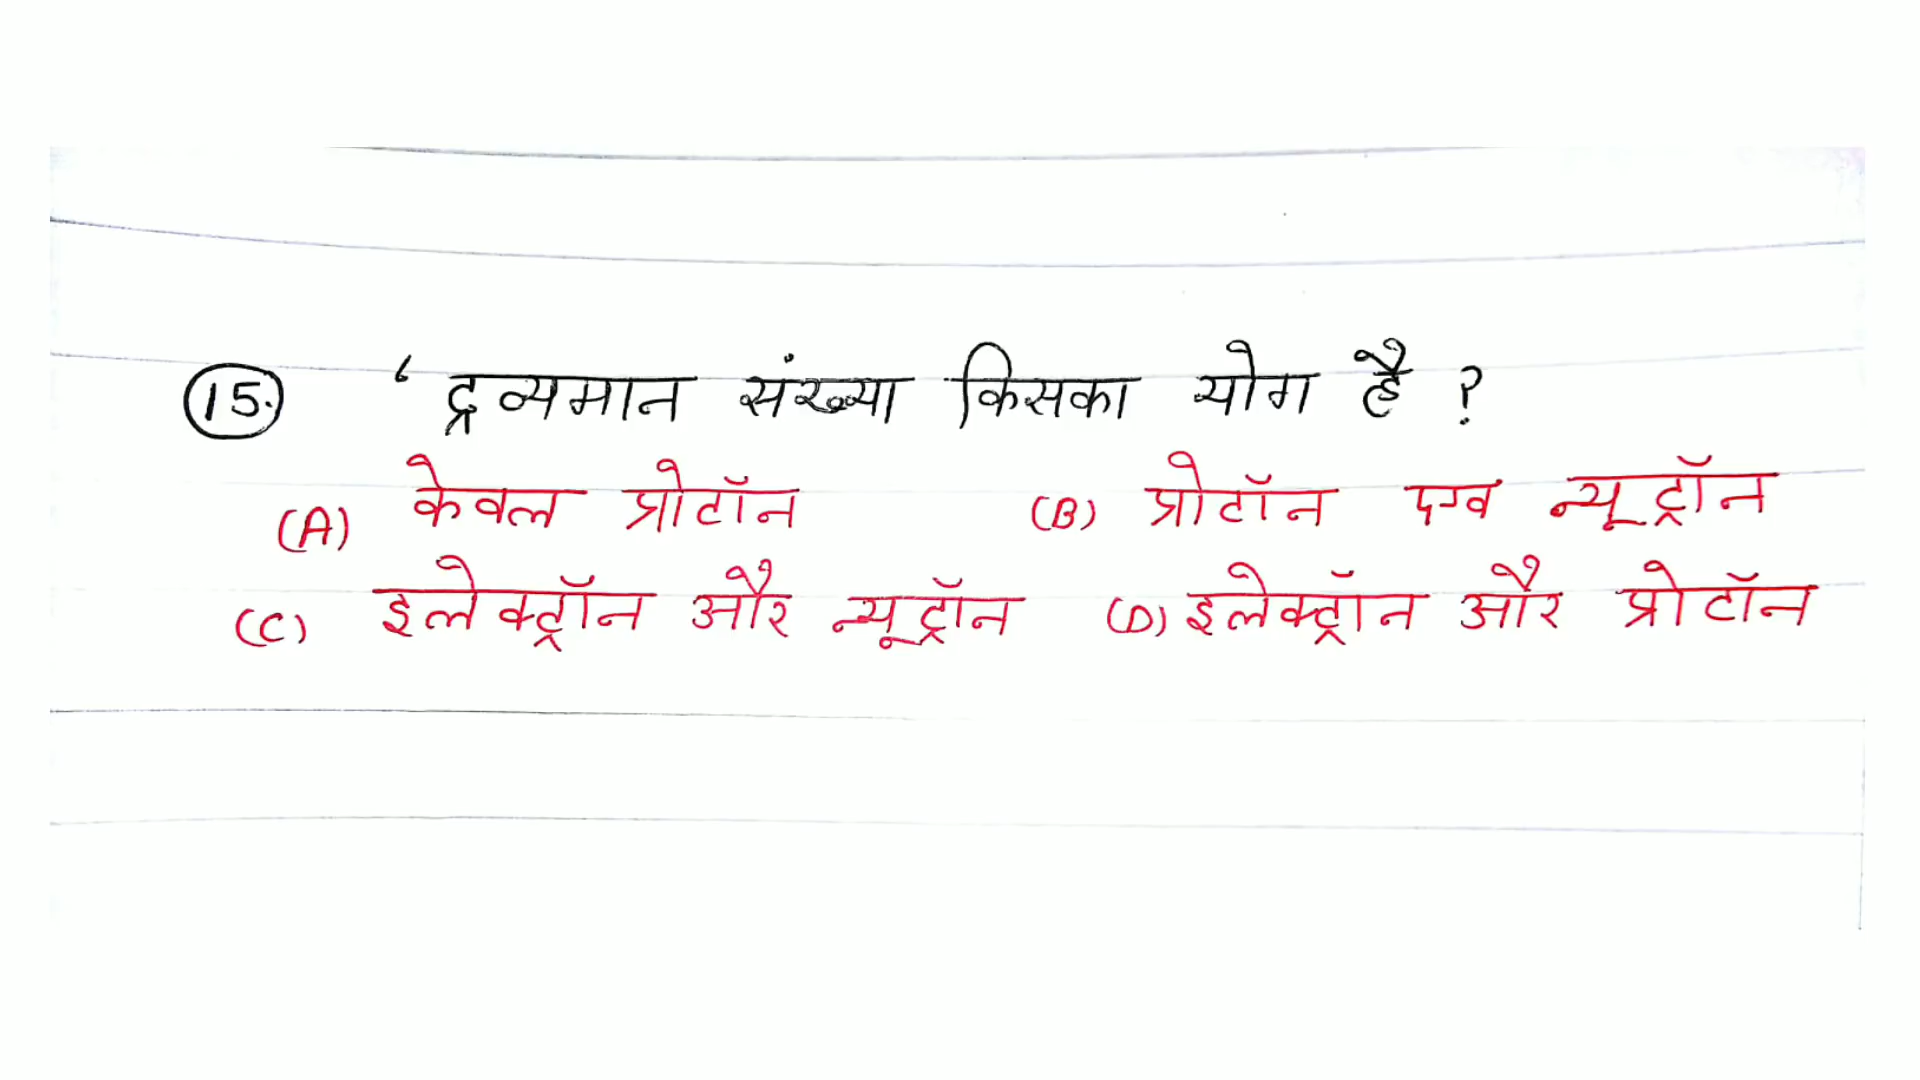 15. ‘ द्रव्यमान संख्या किसका योग है ?
(A) केवल प्रोटॉन (B) प्रोटॉन एव न्यूट्रॉन
(C) इलेक्ट्रॉन और न्यूट्रॉन (D) इलेक्ट्रॉन और प्रोटॉन